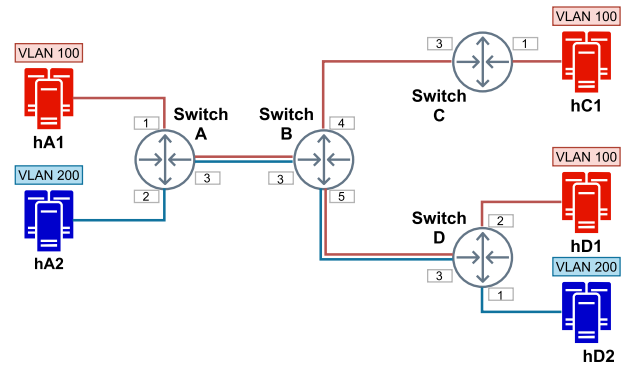 VLAN 100
hA1
VLAN 200
hA2
1
2
Switch
A
3
Switch
B
3
4
5
3
1
Switch
C
VLAN 100
hC1
Switch
D
3
2
1
VLAN 100
hD1
VLAN 200
hD2